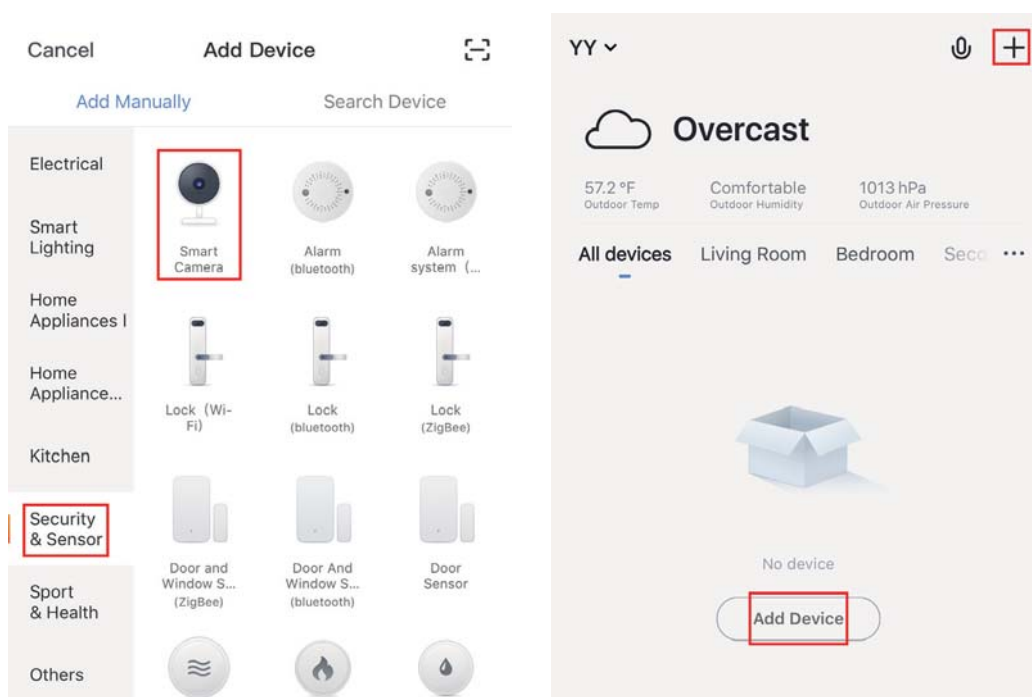 Cancel
Add Device
Add Manually
Search Device
Electrical
Smart
Lighting
Home
Appliances I
Home
Appliance...
Kitchen
Security
& Sensor
Sport
& Health
Others
Smart
Camera
Alarm
(bluetooth)
Alarm
system (...
Lock (Wi-
Fi)
Lock
(bluetooth)
Lock
(ZigBee)
Door and
Window S...
(ZigBee)
Door And
Window S...
(bluetooth)
Door
Sensor
YY
Overcast
57.2 °F
Outdoor Temp
Comfortable
Outdoor Humidity
1013 hPa
Outdoor Air Pressure
All devices
Living Room
Bedroom
Seco
...
No device
Add Device